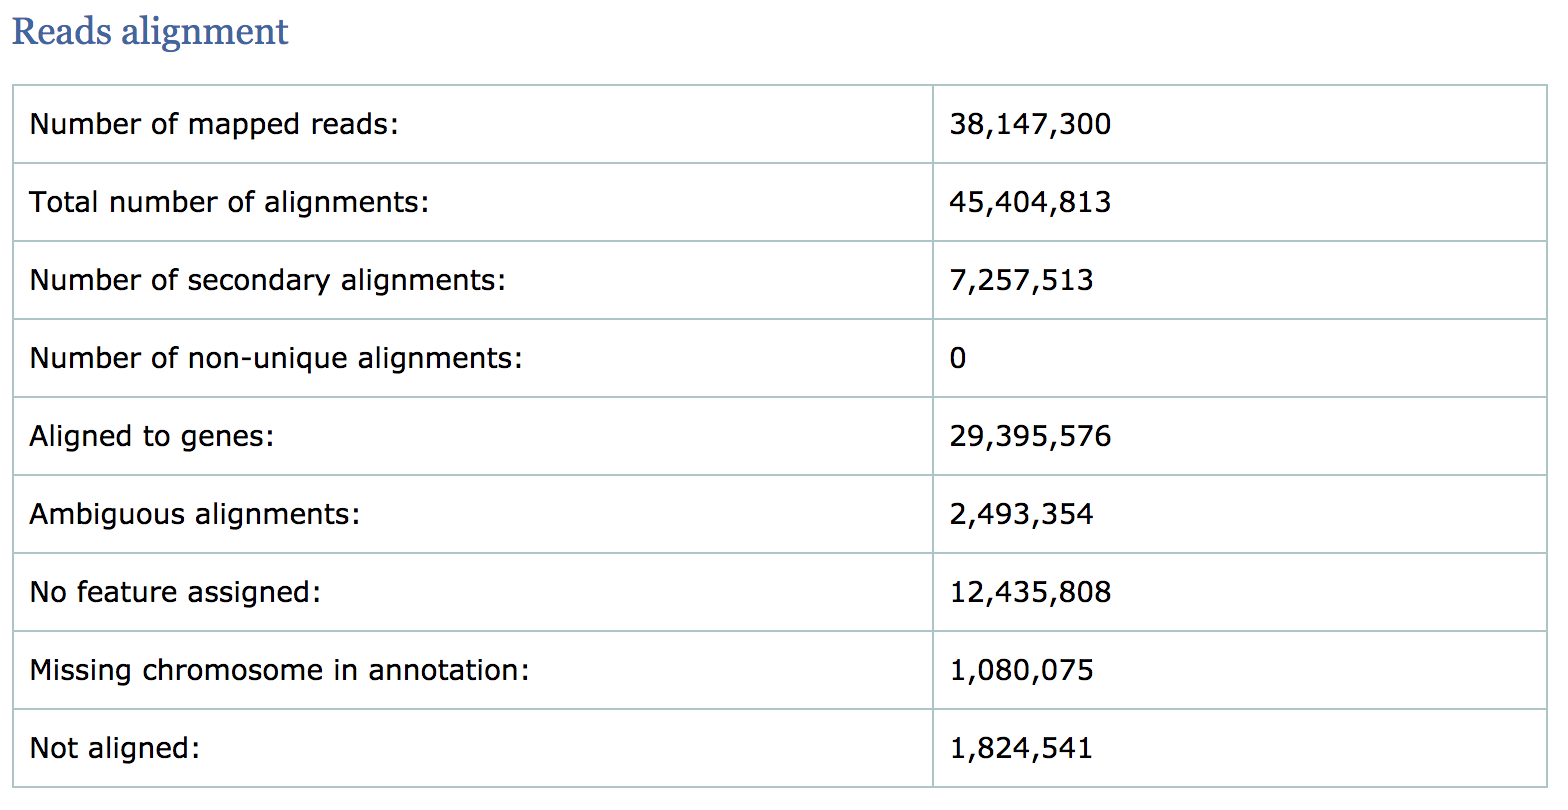 Reads alignment
Number of mapped reads: 38,147,300
Total number of alignments: 45,404,813
Number of secondary alignments: 7,257,513
Number of non-unique alignments: 0
Aligned to genes: 29,395,576
Ambiguous alignments: 2,493,354
No feature assigned: 12,435,808
Missing chromosome in annotation: 1,080,075
Not aligned: 1,824,541